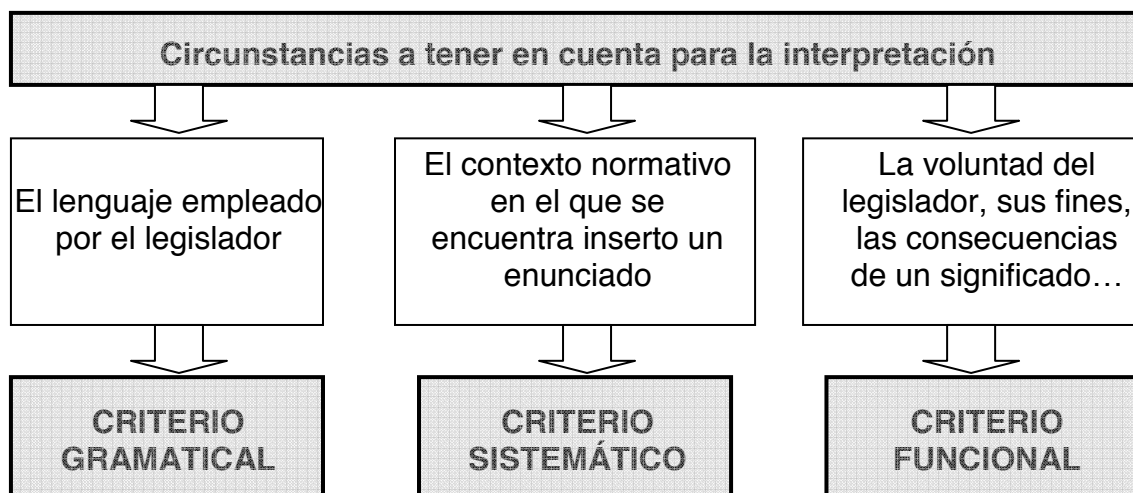 Circunstancias a tener en cuenta para la interpretación
El lenguaje empleado
por el legislador
El contexto normativo
en el que se
encuentra inserto un
enunciado
La voluntad del
legislador, sus fines,
las consecuencias
de un significado…
CRITERIO
GRAMATICAL
CRITERIO
SISTEMÁTICO
CRITERIO
FUNCIONAL